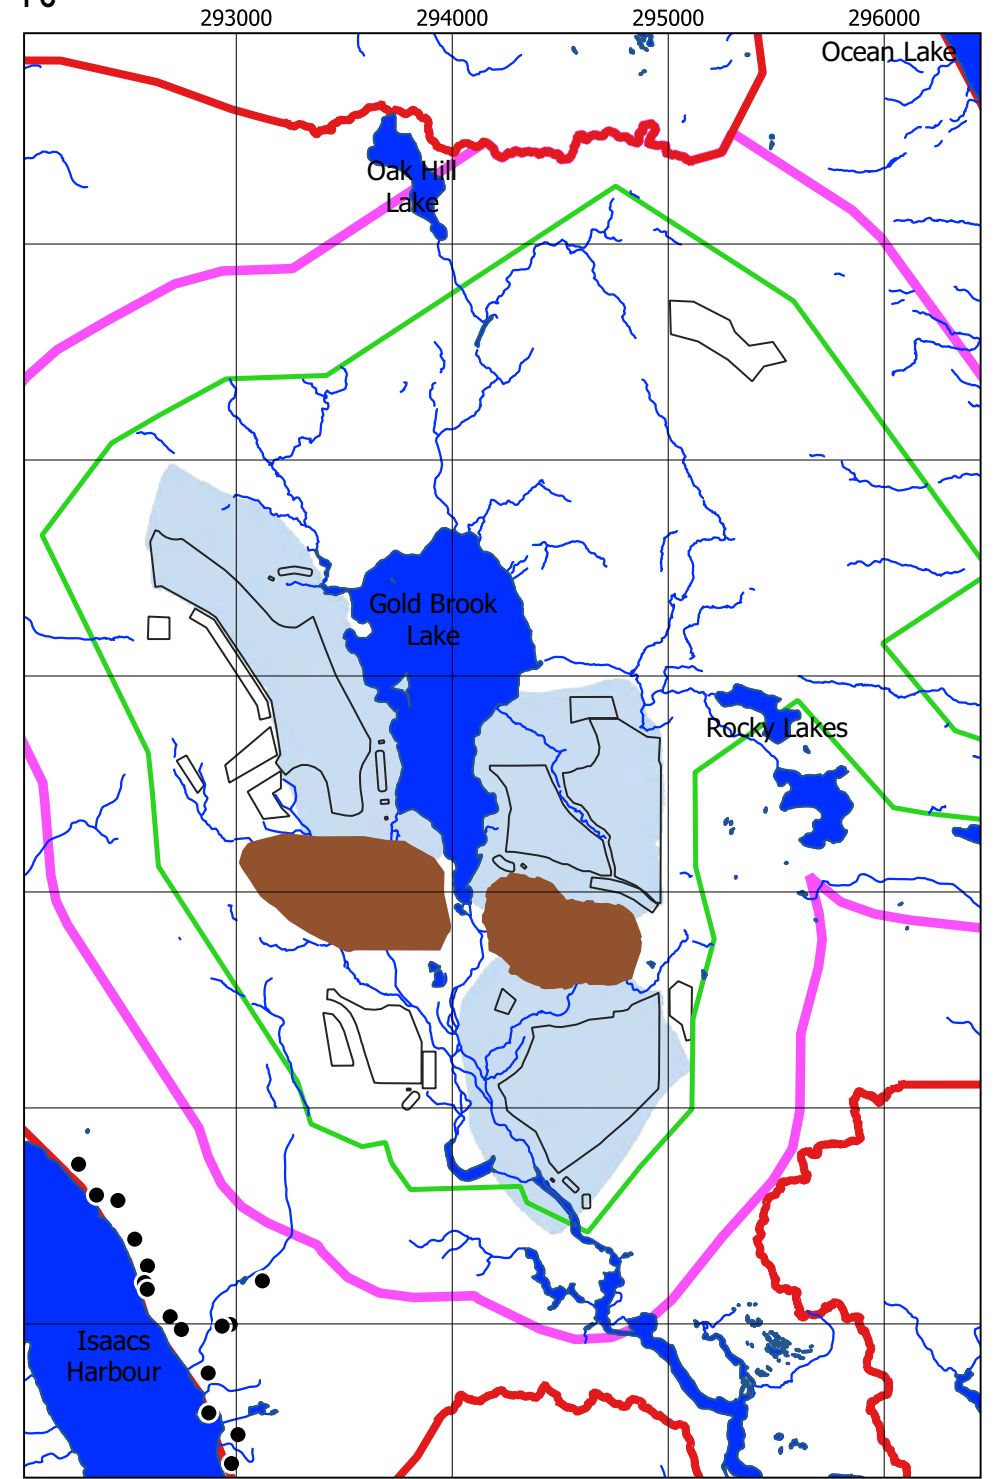 293000 294000 295000 296000
Ocean Lake
Oak Hill
Lake
Gold Brook
Lake
Rocky Lakes
Isaacs
Harbour